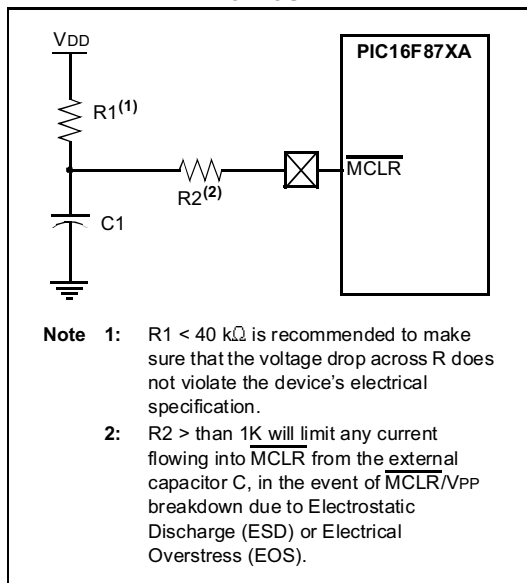 VDD
PIC16F87XA
R1(1)
MCLR
R2(2)
C1
Note 1: R1 < 40 kΩ is recommended to make
sure that the voltage drop across R does
not violate the device's electrical
specification.
2: R2 > than 1K will limit any current
flowing into MCLR from the external
capacitor C, in the event of MCLR/VPP
breakdown due to Electrostatic
Discharge (ESD) or Electrical
Overstress (EOS).